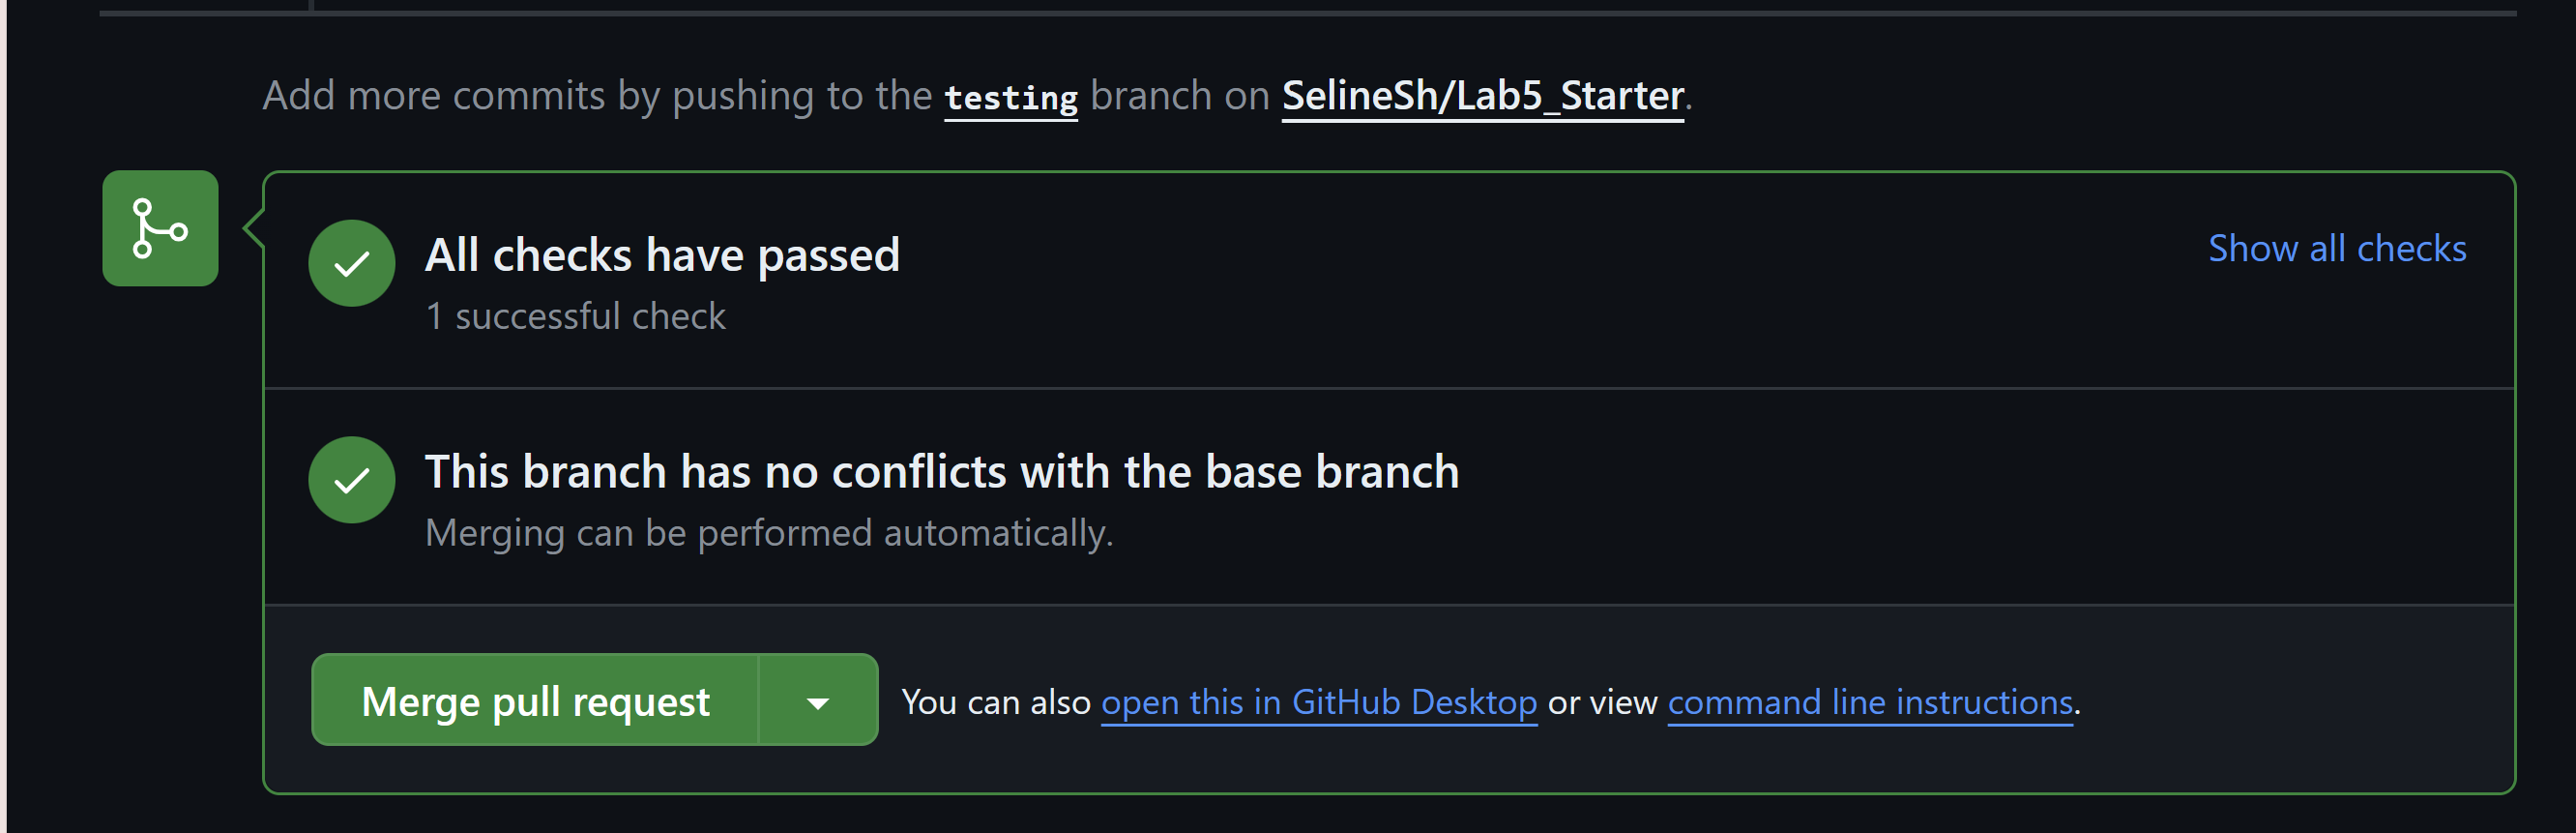 Add more commits by pushing to the testing branch on SelineSh/Lab5_Starter.
All checks have passed
Show all checks
1 successful check
This branch has no conflicts with the base branch
Merging can be performed automatically.
Merge pull request
You can also open this in GitHub Desktop or view command line instructions.